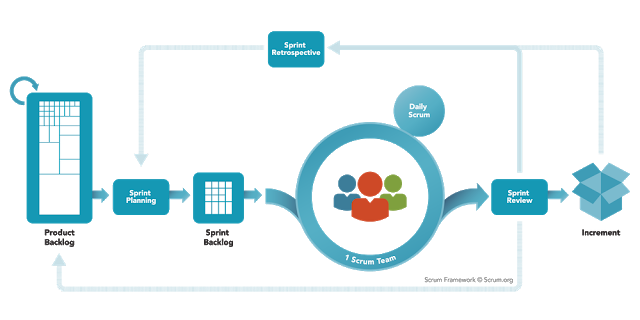 Sprint
Retrospective
Daily
Scrum
Sprint
Planning
Sprint
Review
Product
Backlog
Sprint
Backlog
1 Scrum Team
Increment
Scrum Framework © Scrum.org